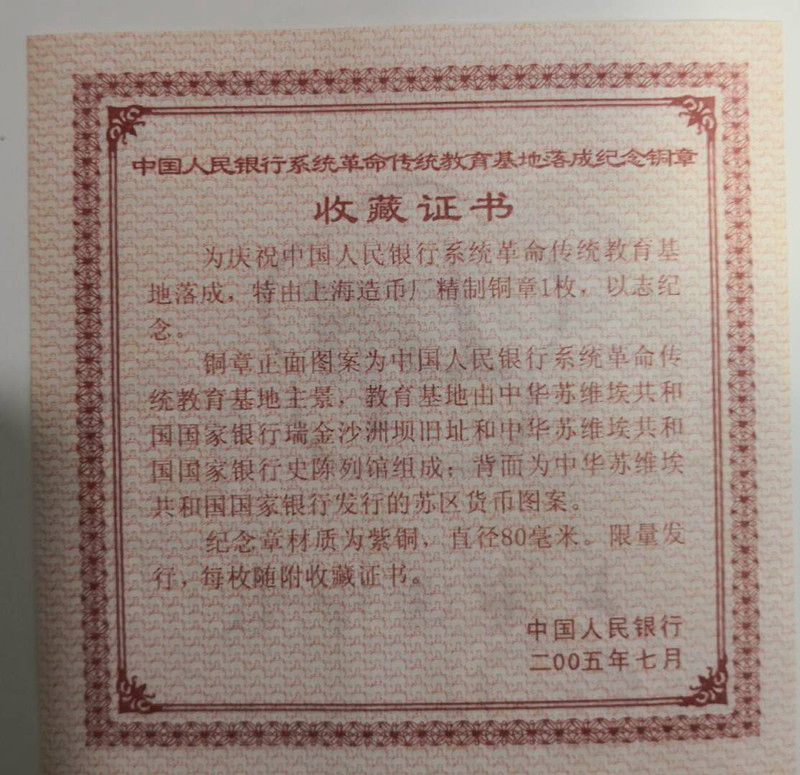 中国人民银行系统革命传统教育基地落成纪念铜章
收藏证书
为庆祝中国人民银行系统革命传统教育基
地落成，特由上海造币厂精制铜章1枚，以志纪
念。
铜章正面图案为中国人民银行系统革命传
统教育基地主景，教育基地由中华苏维埃共和
国国家银行瑞金沙洲坝旧址和中华苏维埃共和
国国家银行史陈列馆组成；背面为中华苏维埃
共和国国家银行发行的苏区货币图案。
纪念章材质为紫铜，直径80毫米。限量发
行，每枚随附收藏证书。
中国人民银行
二00五年七月